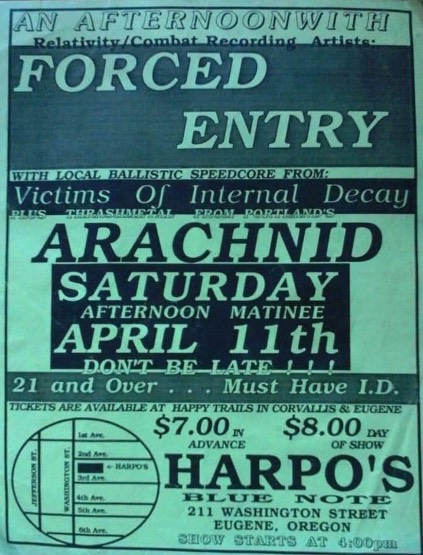 AN AFTERNOON WITH
Relativity/Combat Recording Artists:
FORCED
ENTRY
WITH LOCAL BALLISTIC SPEEDCORE FROM:
Victims Of Internal Decay
PLUS THRASHMETAL FROM PORTLAND'S
ARACHNID
SATURDAY
AFTERNOON MATINEE
APRIL 11th
DON'T BE LATE ! ! !
21 and Over . . . Must Have I.D.
TICKETS ARE AVAILABLE AT HAPPY TRAILS IN CORVALLIS & EUGENE
$7.00 IN ADVANCE
$8.00 DAY OF SHOW
JEFFERSON ST.
WASHINGTON ST.
1st Ave.
2nd Ave.
← HARPO'S
3rd Ave.
4th Ave.
5th Ave.
6th Ave.
HARPO'S
BLUE NOTE
211 WASHINGTON STREET
EUGENE, OREGON
SHOW STARTS AT 4:00pm